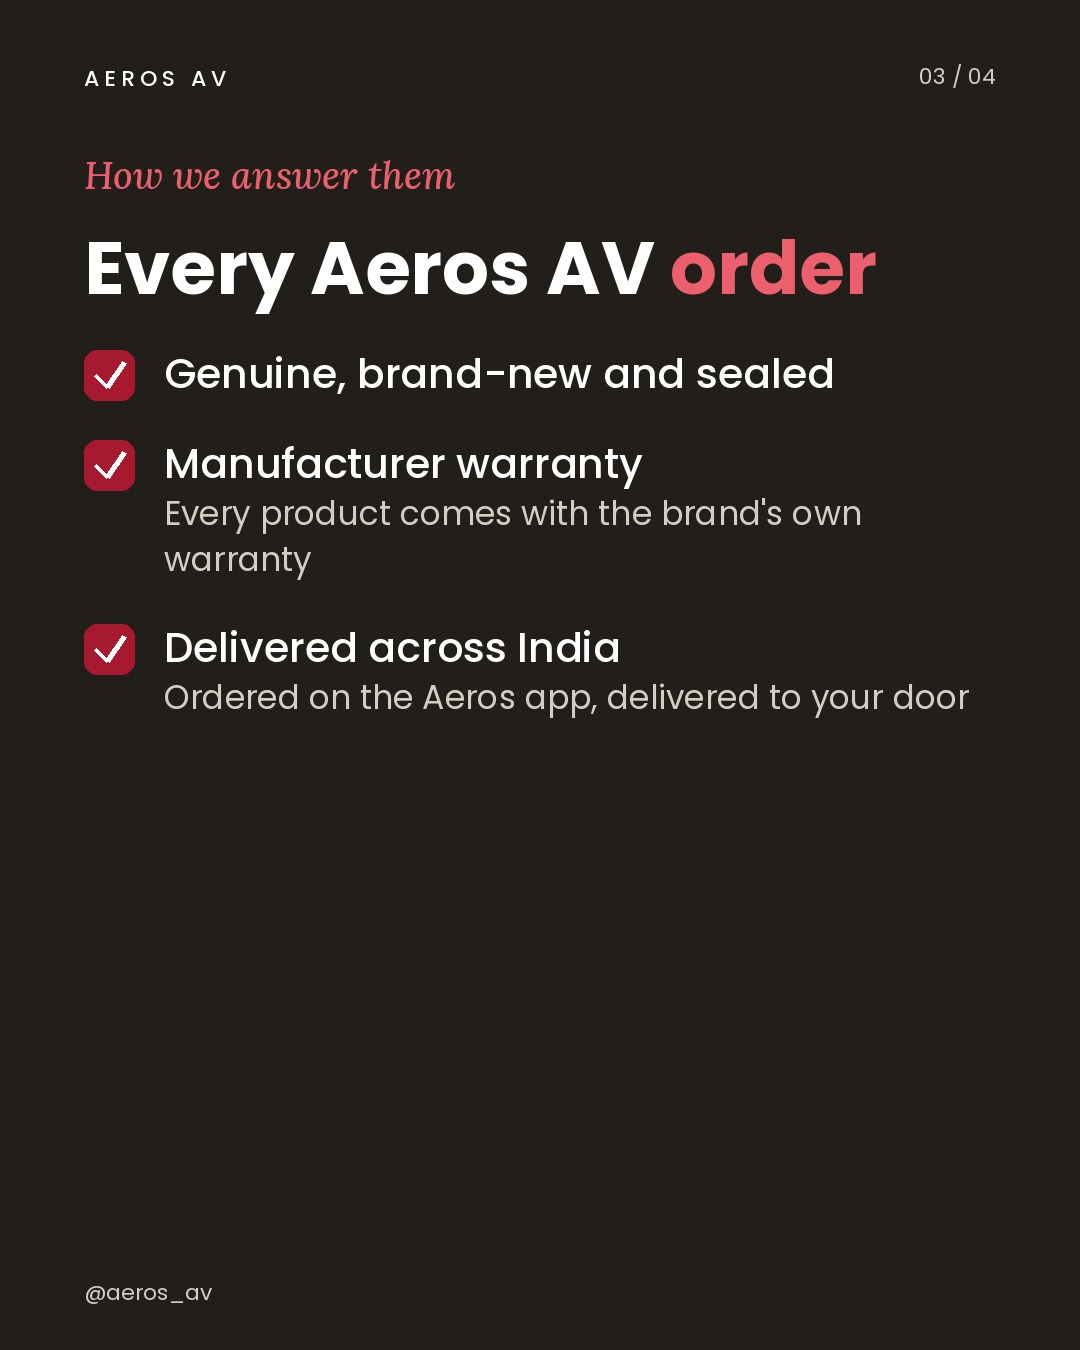 AEROS AV
03 / 04
How we answer them
Every Aeros AV order
Genuine, brand-new and sealed
Manufacturer warranty
Every product comes with the brand's own
warranty
Delivered across India
Ordered on the Aeros app, delivered to your door
@aeros_av